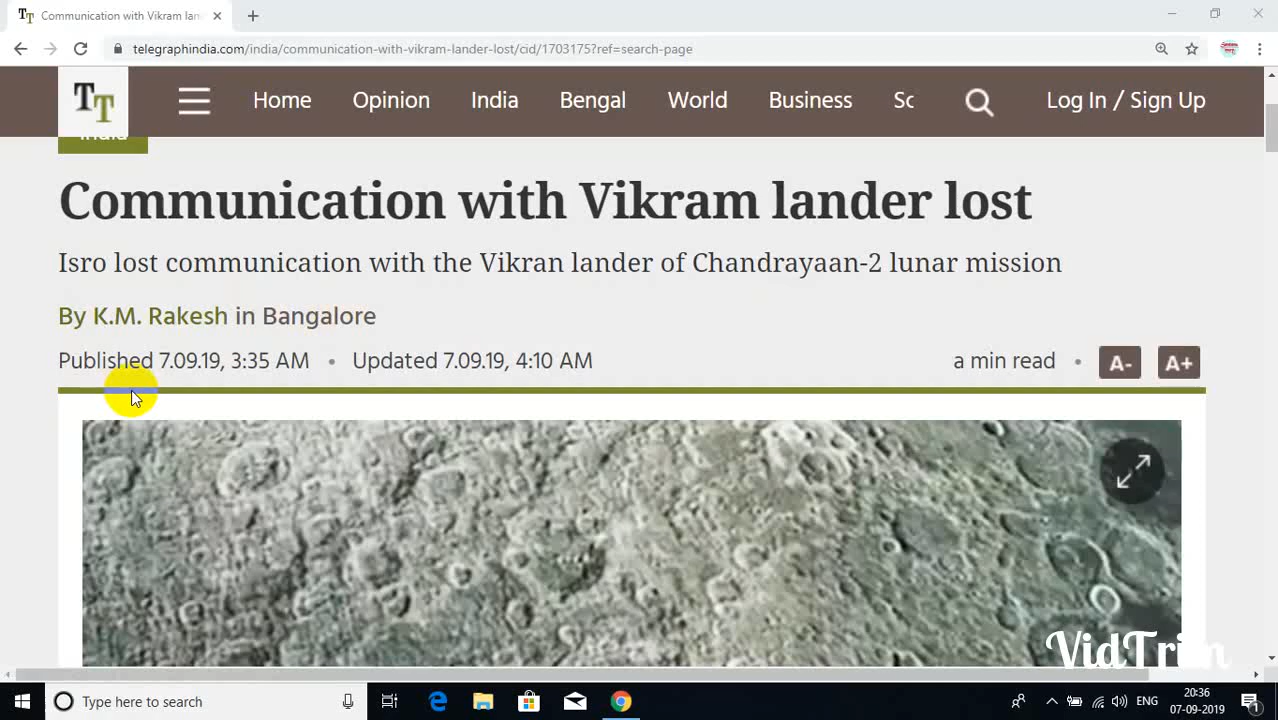 Communication with Vikram lan
telegraphindia.com/india/communication-with-vikram-lander-lost/cid/1703175?ref=search-page
TT Home Opinion India Bengal World Business Sc Log In / Sign Up
Communication with Vikram lander lost
Isro lost communication with the Vikran lander of Chandrayaan-2 lunar mission
By K.M. Rakesh in Bangalore
Published 7.09.19, 3:35 AM • Updated 7.09.19, 4:10 AM a min read • A- A+
VidTrim
Type here to search ENG 20:36
07-09-2019 1